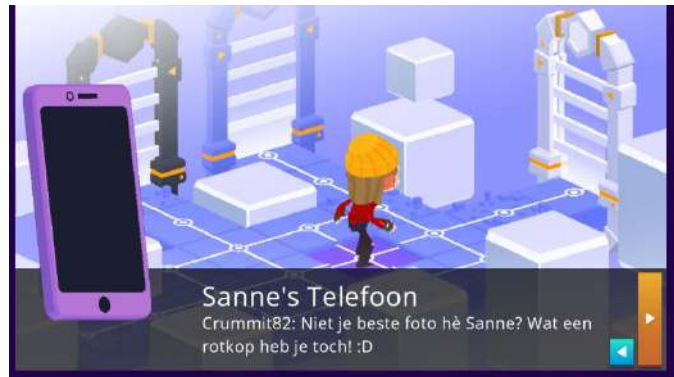 Sanne's Telefoon
Crummit82: Niet je beste foto hè Sanne? Wat een
rotkop heb je toch! :D